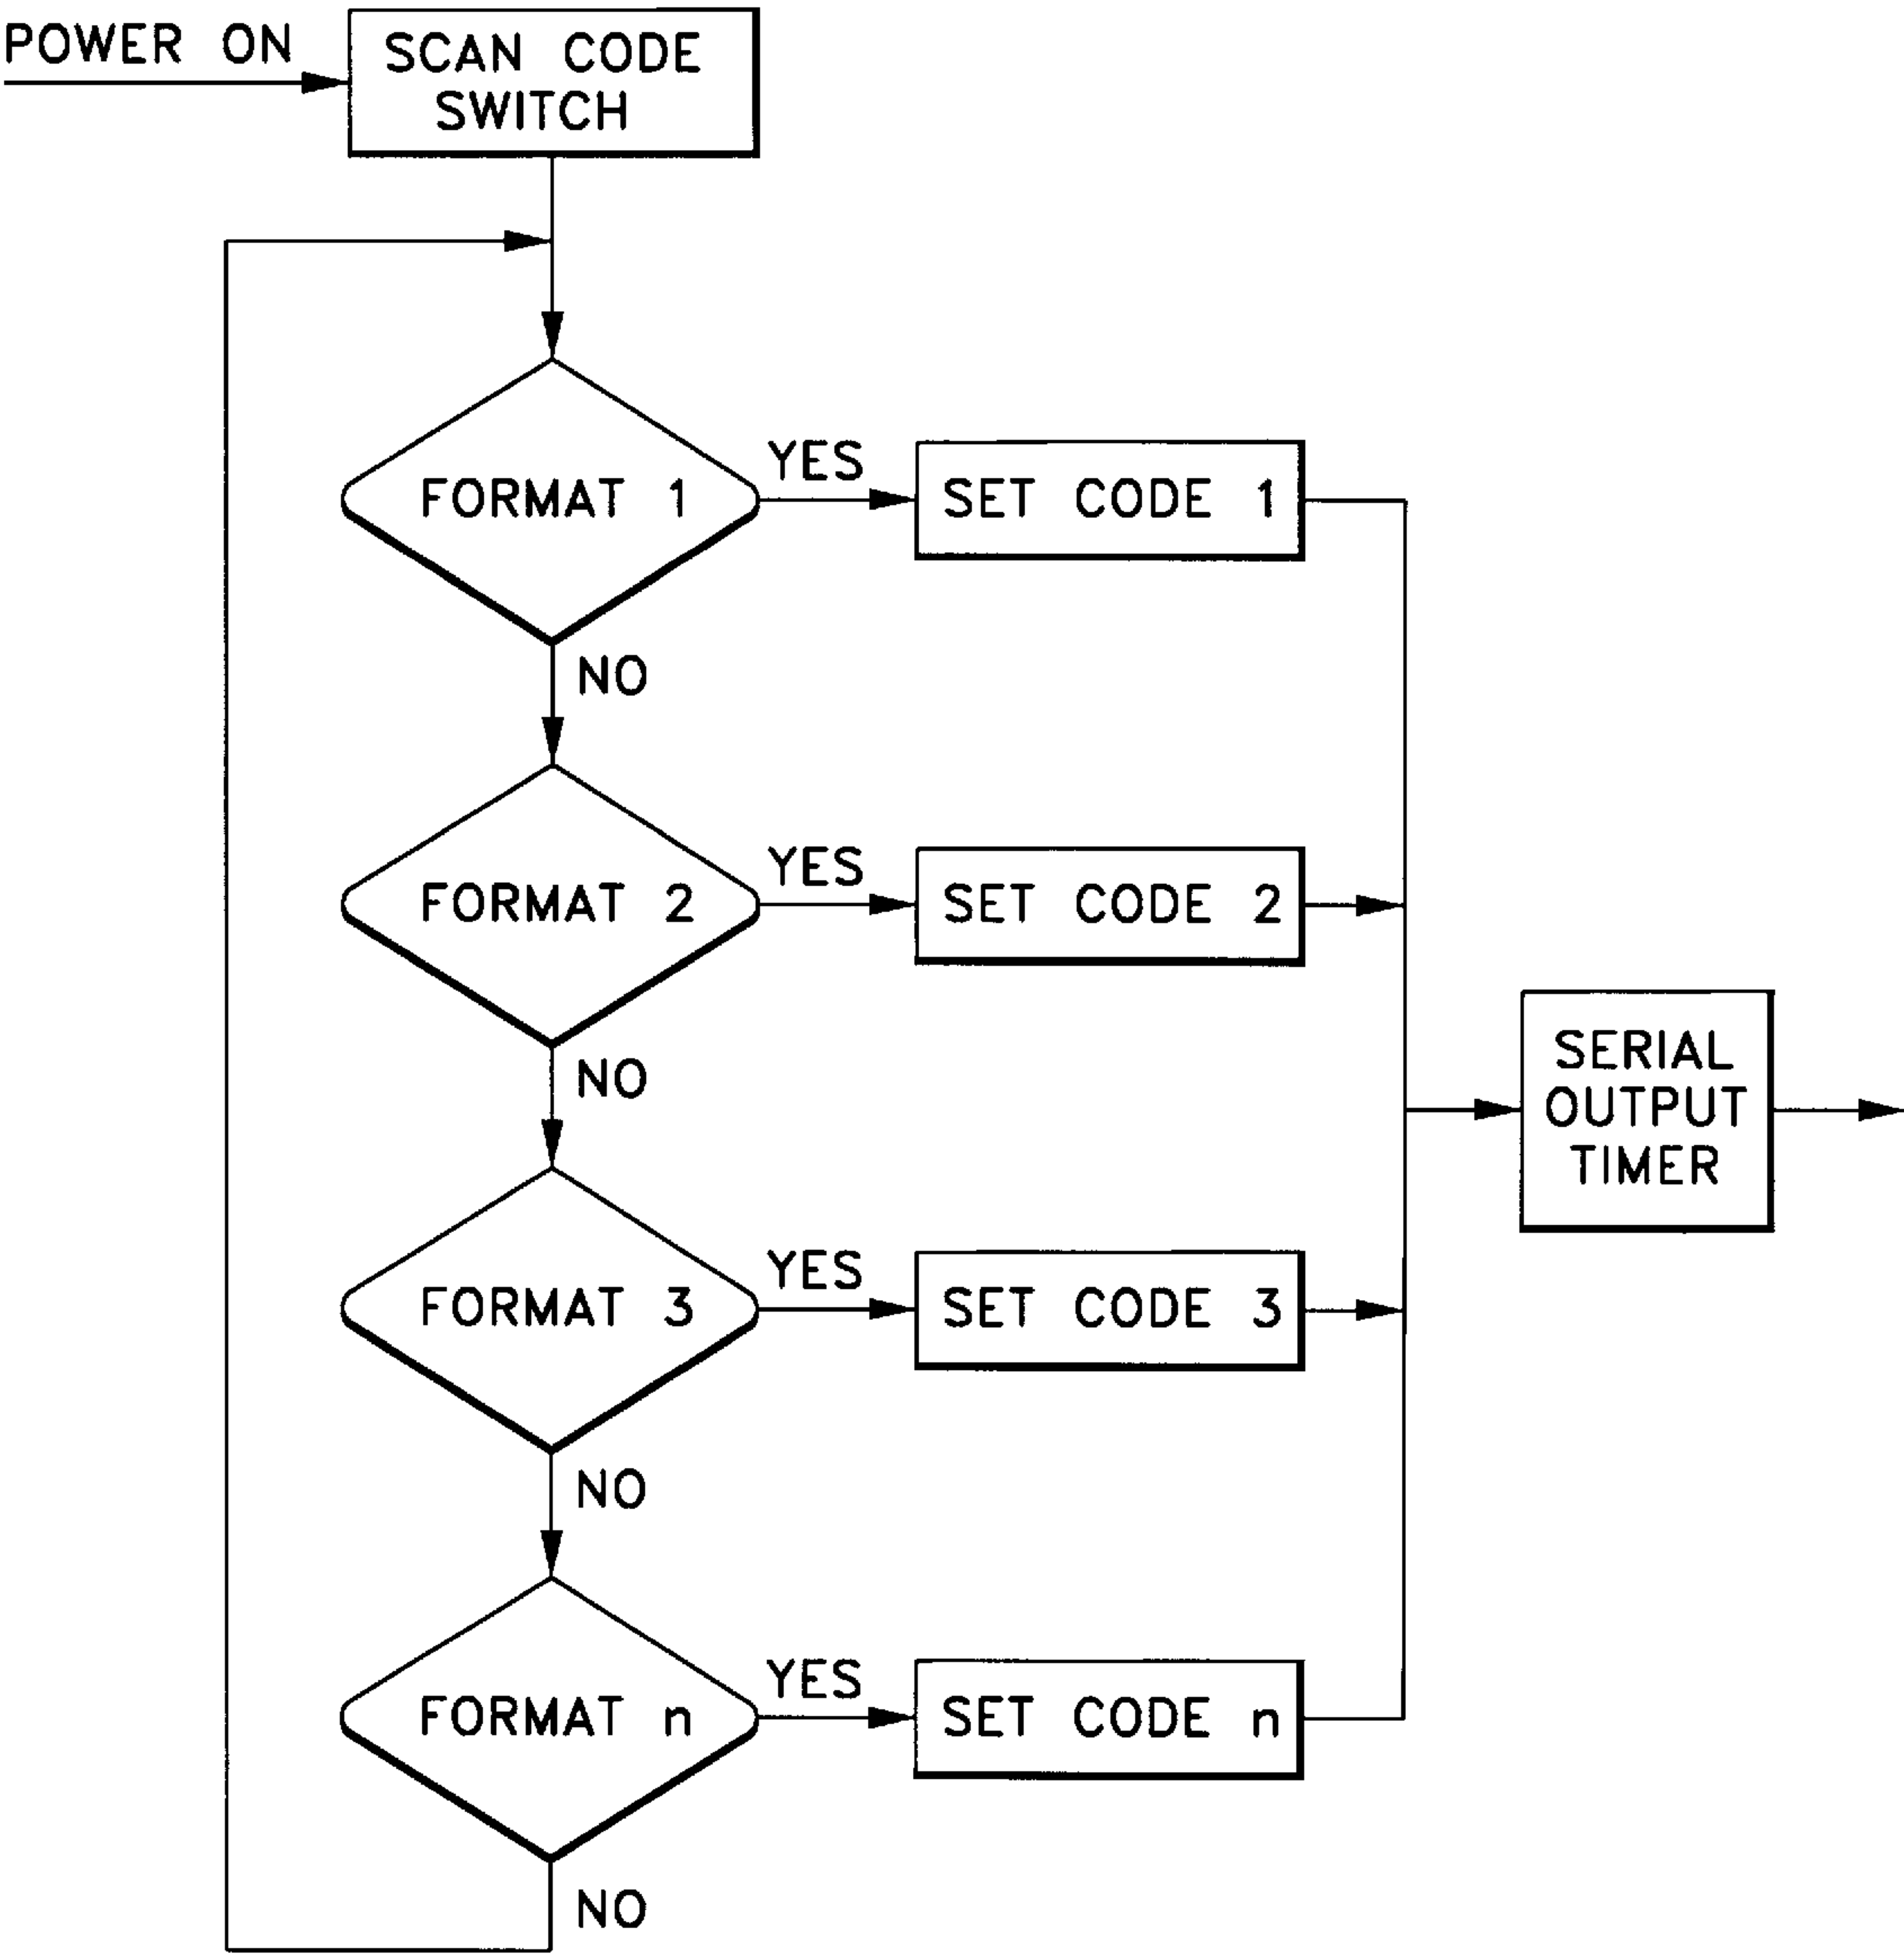 POWER ON
SCAN CODE
SWITCH
FORMAT 1
YES
SET CODE 1
NO
FORMAT 2
YES
SET CODE 2
NO
SERIAL
OUTPUT
TIMER
FORMAT 3
YES
SET CODE 3
NO
FORMAT n
YES
SET CODE n
NO